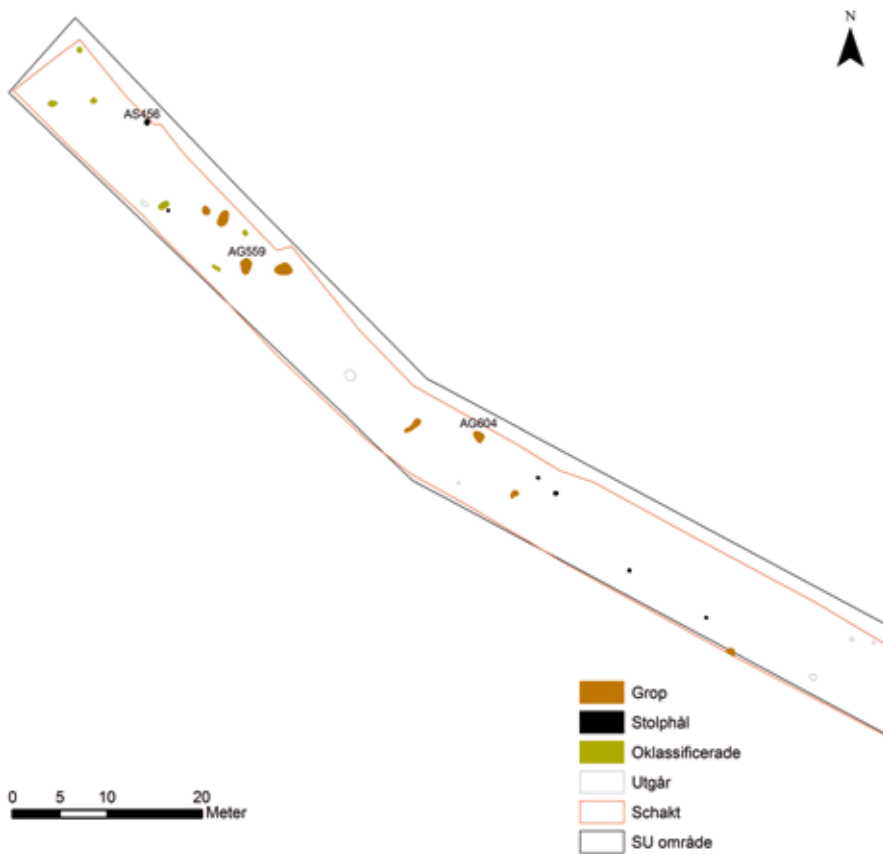 N
AS456
AG559
AG604
Grop
Stolphål
Oklassificerade
Utgår
Schakt
SU område
0 5 10 20
Meter